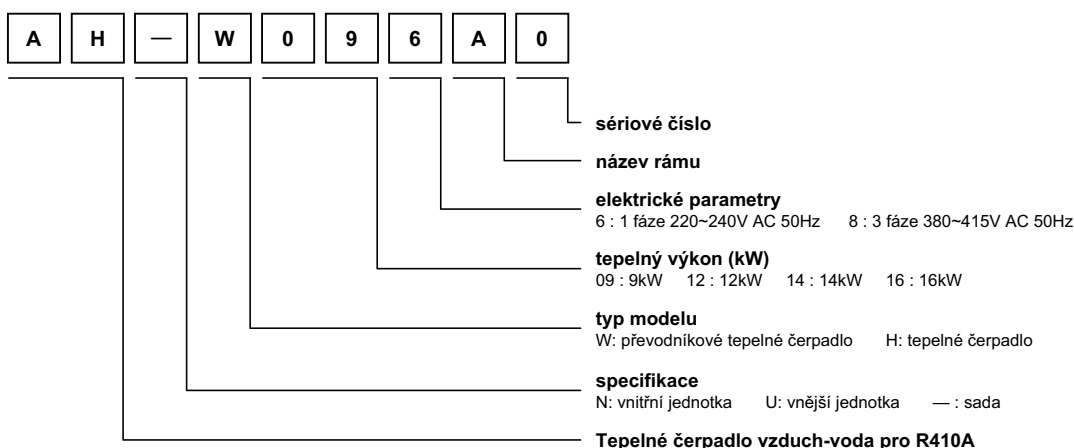 A H — W 0 9 6 A 0
sériové číslo
název rámu
elektrické parametry
6 : 1 fáze 220~240V AC 50Hz 8 : 3 fáze 380~415V AC 50Hz
tepelný výkon (kW)
09 : 9kW 12 : 12kW 14 : 14kW 16 : 16kW
typ modelu
W: převodníkové tepelné čerpadlo H: tepelné čerpadlo
specifikace
N: vnitřní jednotka U: vnější jednotka — : sada
Tepelné čerpadlo vzduch-voda pro R410A